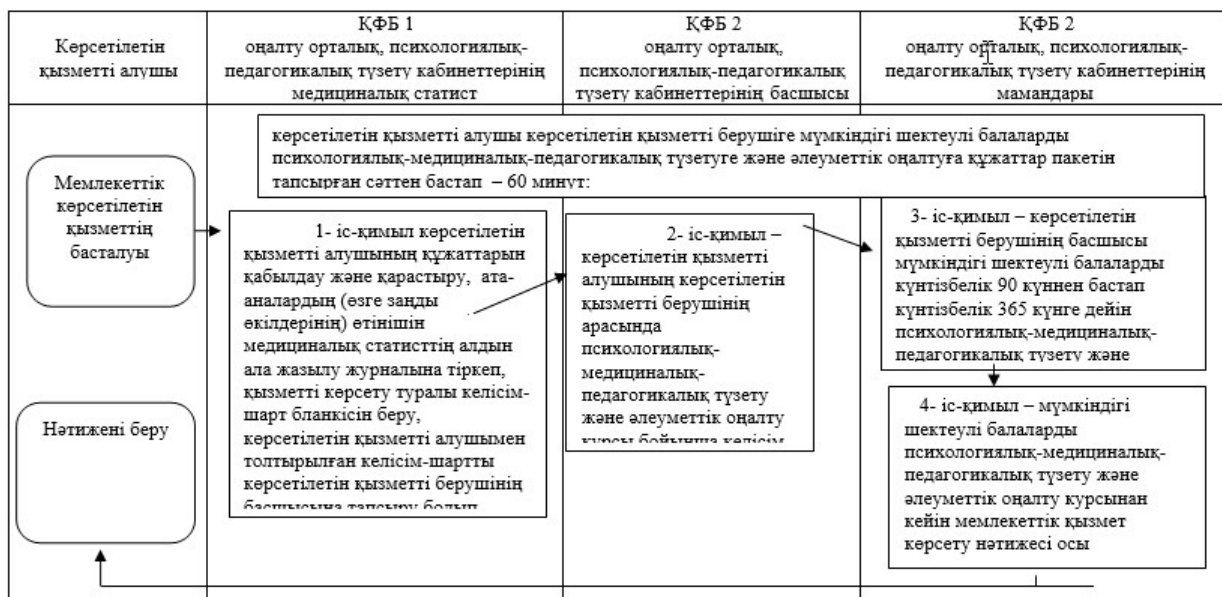 Көрсетілетін
қызметті алушы
ҚФБ 1
оңалту орталық, психологиялық-
педагогикалық түзету кабинеттерінің
медициналық статист
ҚФБ 2
оңалту орталық,
психологиялық-педагогикалық
түзету кабинеттерінің басшысы
ҚФБ 2
оңалту орталық, психологиялық-
педагогикалық түзету кабинеттерінің
мамандары
көрсетілетін қызметті алушы көрсетілетін қызметті берушіге мүмкіндігі шектеулі балаларды
психологиялық-медициналық-педагогикалық түзетуге және әлеуметтік оңалтуға құжаттар пакетін
тапсырған сәттен бастап – 60 минут:
Мемлекеттік
көрсетілетін
қызметтің
басталуы
1- іс-қимыл көрсетілетін
қызметті алушының құжаттарын
қабылдау және қарастыру, ата-
аналардың (өзге заңды
өкілдерінің) өтінішін
медициналық статисттің алдын
ала жазылу журналына тіркеп,
қызметті көрсету туралы келісім-
шарт бланкісін беру,
көрсетілетін қызметті алушымен
толтырылған келісім-шартты
көрсетілетін қызметті берушінің
басшысына тапсыру болып
2- іс-қимыл –
көрсетілетін қызметті
алушының көрсетілетін
қызметті берушінің
арасында
психологиялық-
медициналық-
педагогикалық түзету
және әлеуметтік оңалту
курсы бойынша келісім
3- іс-қимыл – көрсетілетін
қызметті берушінің басшысы
мүмкіндігі шектеулі балаларды
күнтізбелік 90 күннен бастап
күнтізбелік 365 күнге дейін
психологиялық-медициналық-
педагогикалық түзету және
4- іс-қимыл – мүмкіндігі
шектеулі балаларды
психологиялық-медициналық-
педагогикалық түзету және
әлеуметтік оңалту курсынан
кейін мемлекеттік қызмет
көрсету нәтижесі осы
Нәтижені беру